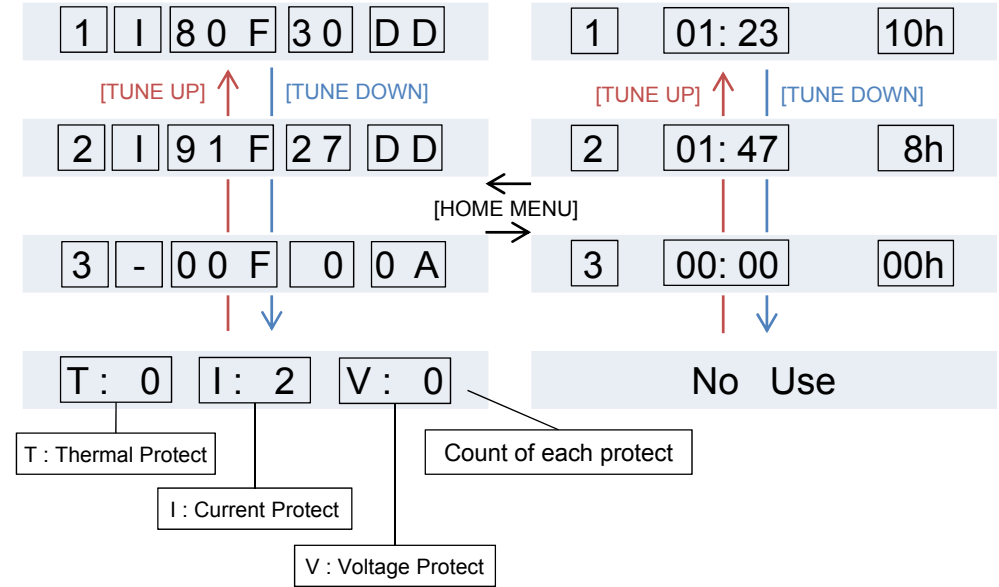 1 I 80 F 30 DD
1 01:23 10h
[TUNE UP] [TUNE DOWN]
[TUNE UP] [TUNE DOWN]
2 I 91 F 27 DD
2 01:47 8h
[HOME MENU]
3 - 00 F 0 0 A
3 00:00 00h
T : 0 I : 2 V : 0
No Use
T : Thermal Protect
Count of each protect
I : Current Protect
V : Voltage Protect